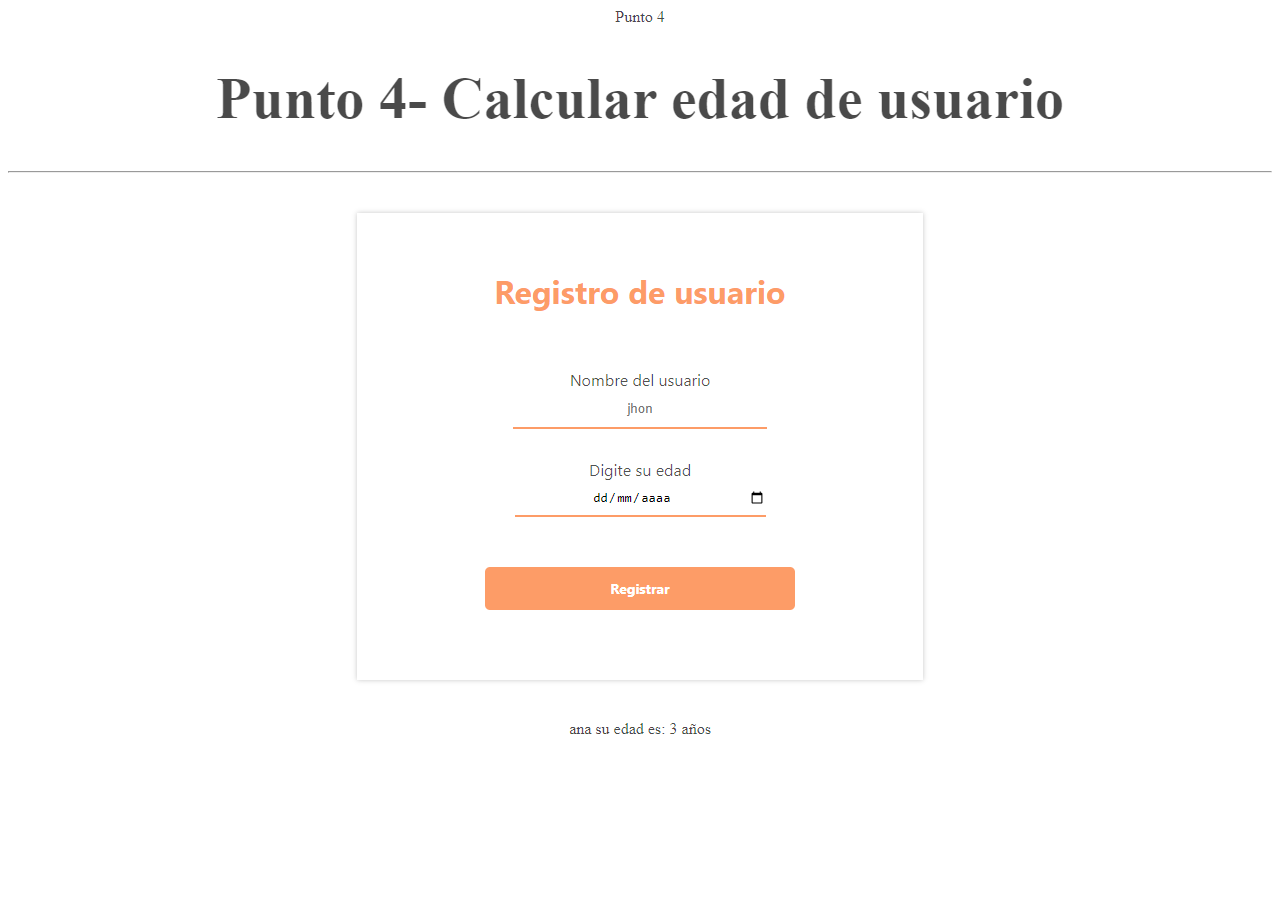 Punto 4
Punto 4- Calcular edad de usuario
Registro de usuario
Nombre del usuario
jhon
Digite su edad
dd/mm/aaaa
Registrar
ana su edad es: 3 años